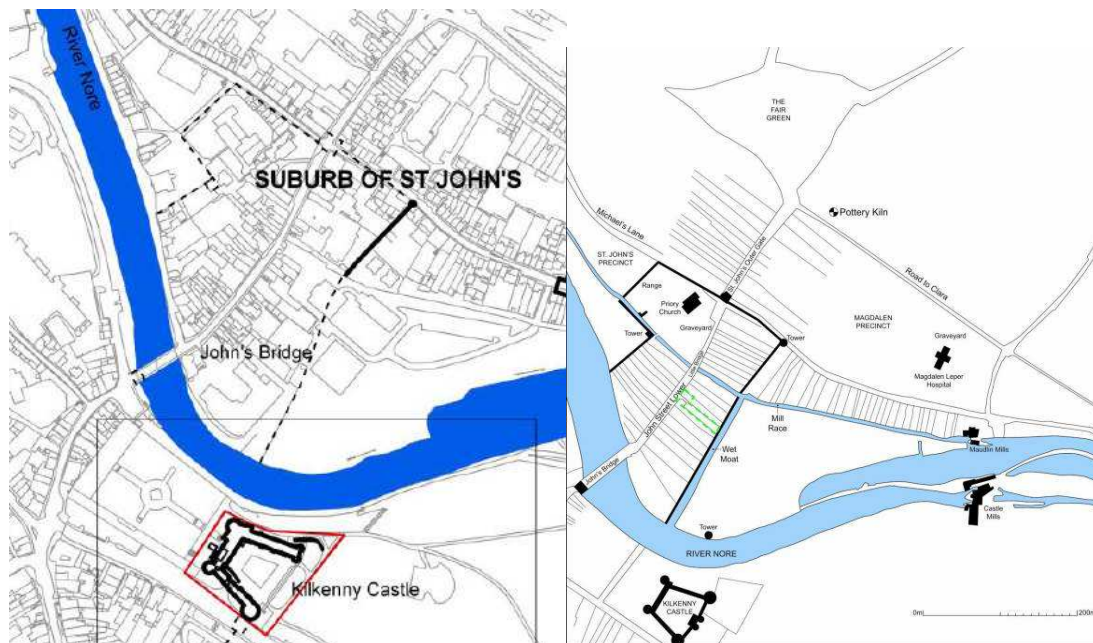 River Nore
SUBURB OF ST JOHN'S
John's Bridge
Kilkenny Castle
THE
FAIR
GREEN
Pottery Kiln
Michael's Lane
St. John's Outer Gate
Road to Clara
ST. JOHN'S
PRECINCT
Range
Priory
Church
Graveyard
Tower
MAGDALEN
PRECINCT
Tower
Graveyard
Magdalen Leper
Hospital
Little Bridge
John Street Lower
Mill
Race
Wet
Moat
Maudlin Mills
John's Bridge
Castle
Mills
Tower
RIVER NORE
KILKENNY
CASTLE
0m
200m